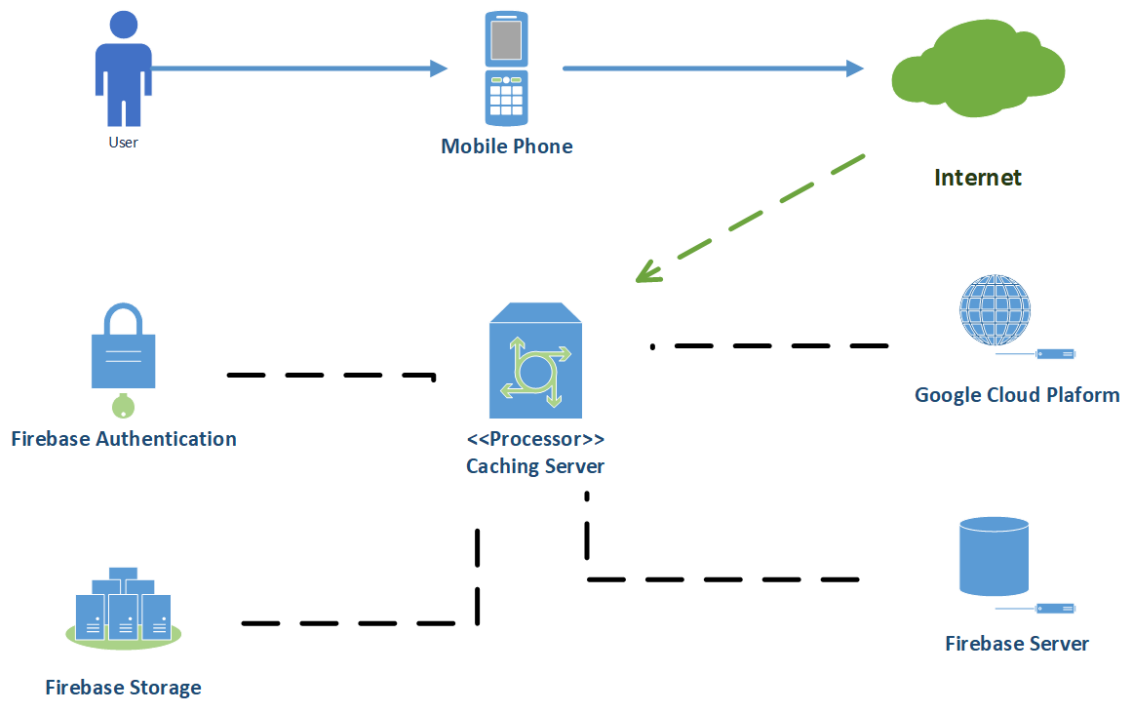 User
Mobile Phone
Internet
Firebase Authentication
<<Processor>>
Caching Server
Google Cloud Plaform
Firebase Storage
Firebase Server